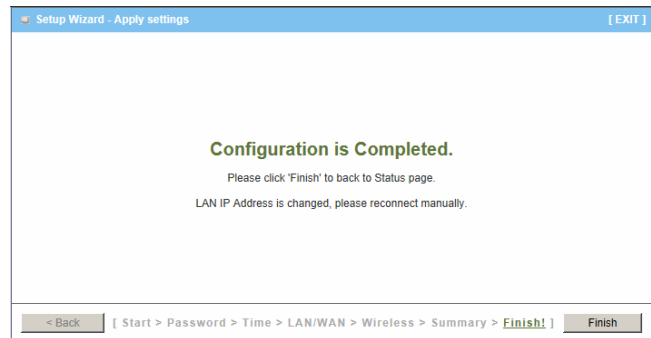 Setup Wizard - Apply settings [ EXIT ]
Configuration is Completed.
Please click 'Finish' to back to Status page.
LAN IP Address is changed, please reconnect manually.
< Back [ Start > Password > Time > LAN/WAN > Wireless > Summary > Finish! ] Finish